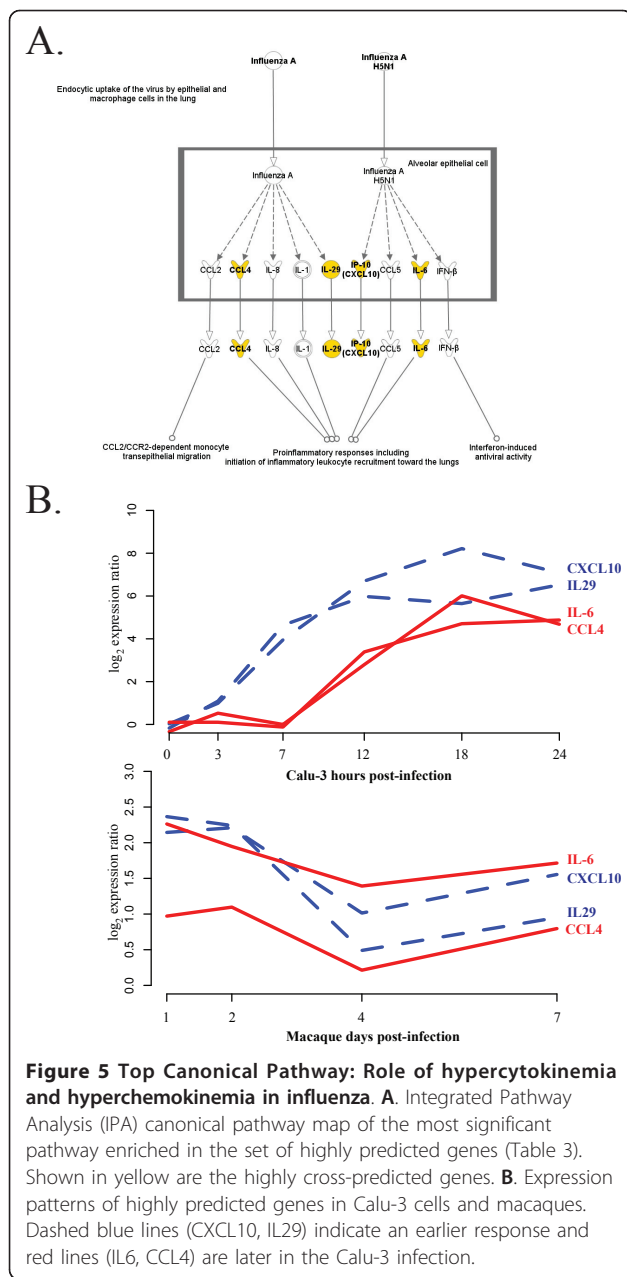 A.
Influenza A
Influenza A
H5N1
Endocytic uptake of the virus by epithelial and
macrophage cells in the lung
Alveolar epithelial cell
Influenza A
Influenza A
H5N1
CCL2
CCL4
IL-8
IL-1
IL-29
IP-10
(CXCL10)
CCL5
IL-6
IFN-β
CCL2
CCL4
IL-8
IL-1
IL-29
IP-10
(CXCL10)
CCL5
IL-6
IFN-β
CCL2/CCR2-dependent monocyte
transepithelial migration
Proinflammatory responses including
initiation of inflammatory leukocyte recruitment toward the lungs
Interferon-induced
antiviral activity
B.
log2 expression ratio
10
8
6
4
2
0
CXCL10
IL29
IL-6
CCL4
0 3 7 12 18 24
Calu-3 hours post-infection
log2 expression ratio
3.0
2.5
2.0
1.5
1.0
0.5
0.0
IL-6
CXCL10
IL29
CCL4
1 2 4 7
Macaque days post-infection
Figure 5 Top Canonical Pathway: Role of hypercytokinemia
and hyperchemokinemia in influenza. A. Integrated Pathway
Analysis (IPA) canonical pathway map of the most significant
pathway enriched in the set of highly predicted genes (Table 3).
Shown in yellow are the highly cross-predicted genes. B. Expression
patterns of highly predicted genes in Calu-3 cells and macaques.
Dashed blue lines (CXCL10, IL29) indicate an earlier response and
red lines (IL6, CCL4) are later in the Calu-3 infection.